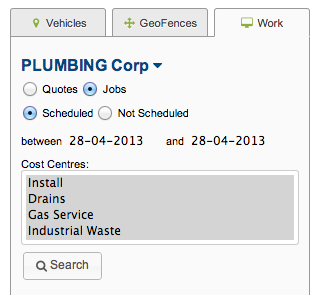 Vehicles GeoFences Work
PLUMBING Corp
Quotes Jobs
Scheduled Not Scheduled
between 28-04-2013 and 28-04-2013
Cost Centres:
Install
Drains
Gas Service
Industrial Waste
Search